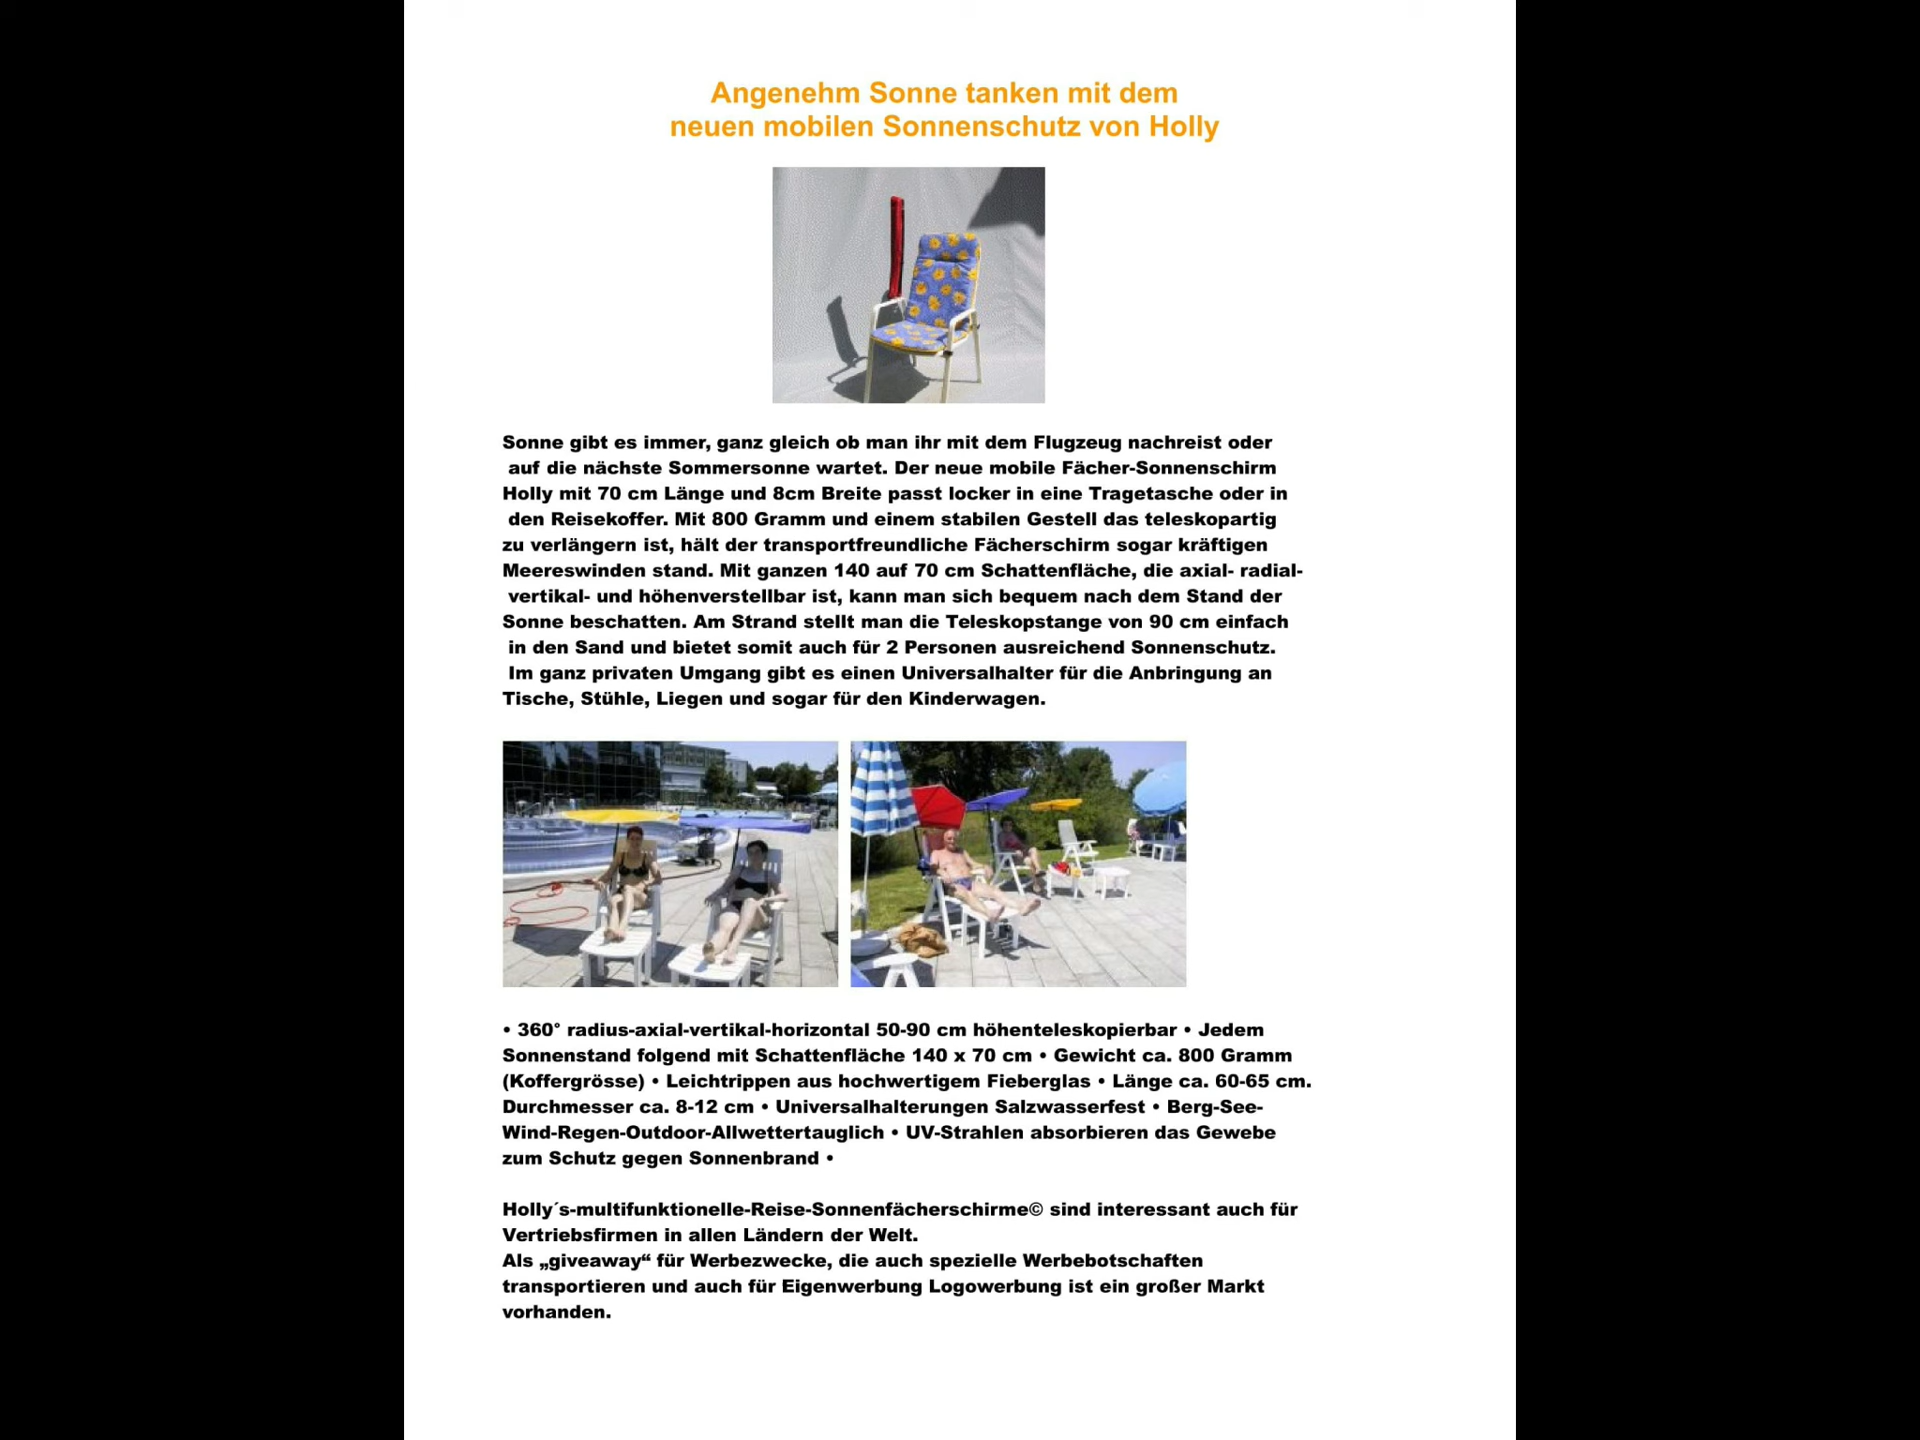 Angenehm Sonne tanken mit dem
neuen mobilen Sonnenschutz von Holly
Sonne gibt es immer, ganz gleich ob man ihr mit dem Flugzeug nachreist oder
auf die nächste Sommersonne wartet. Der neue mobile Fächer-Sonnenschirm
Holly mit 70 cm Länge und 8cm Breite passt locker in eine Tragetasche oder in
den Reisekoffer. Mit 800 Gramm und einem stabilen Gestell das teleskopartig
zu verlängern ist, hält der transportfreundliche Fächerschirm sogar kräftigen
Meereswinden stand. Mit ganzen 140 auf 70 cm Schattenfläche, die axial- radial-
vertikal- und höhenverstellbar ist, kann man sich bequem nach dem Stand der
Sonne beschatten. Am Strand stellt man die Teleskopstange von 90 cm einfach
in den Sand und bietet somit auch für 2 Personen ausreichend Sonnenschutz.
Im ganz privaten Umgang gibt es einen Universalhalter für die Anbringung an
Tische, Stühle, Liegen und sogar für den Kinderwagen.
• 360° radius-axial-vertikal-horizontal 50-90 cm höhenteleskopierbar • Jedem
Sonnenstand folgend mit Schattenfläche 140 x 70 cm • Gewicht ca. 800 Gramm
(Koffergrösse) • Leichtrippen aus hochwertigem Fieberglas • Länge ca. 60-65 cm.
Durchmesser ca. 8-12 cm • Universalhalterungen Salzwasserfest • Berg-See-
Wind-Regen-Outdoor-Allwettertauglich • UV-Strahlen absorbieren das Gewebe
zum Schutz gegen Sonnenbrand •
Holly´s-multifunktionelle-Reise-Sonnenfächerschirme© sind interessant auch für
Vertriebsfirmen in allen Ländern der Welt.
Als „giveaway“ für Werbezwecke, die auch spezielle Werbebotschaften
transportieren und auch für Eigenwerbung Logowerbung ist ein großer Markt
vorhanden.